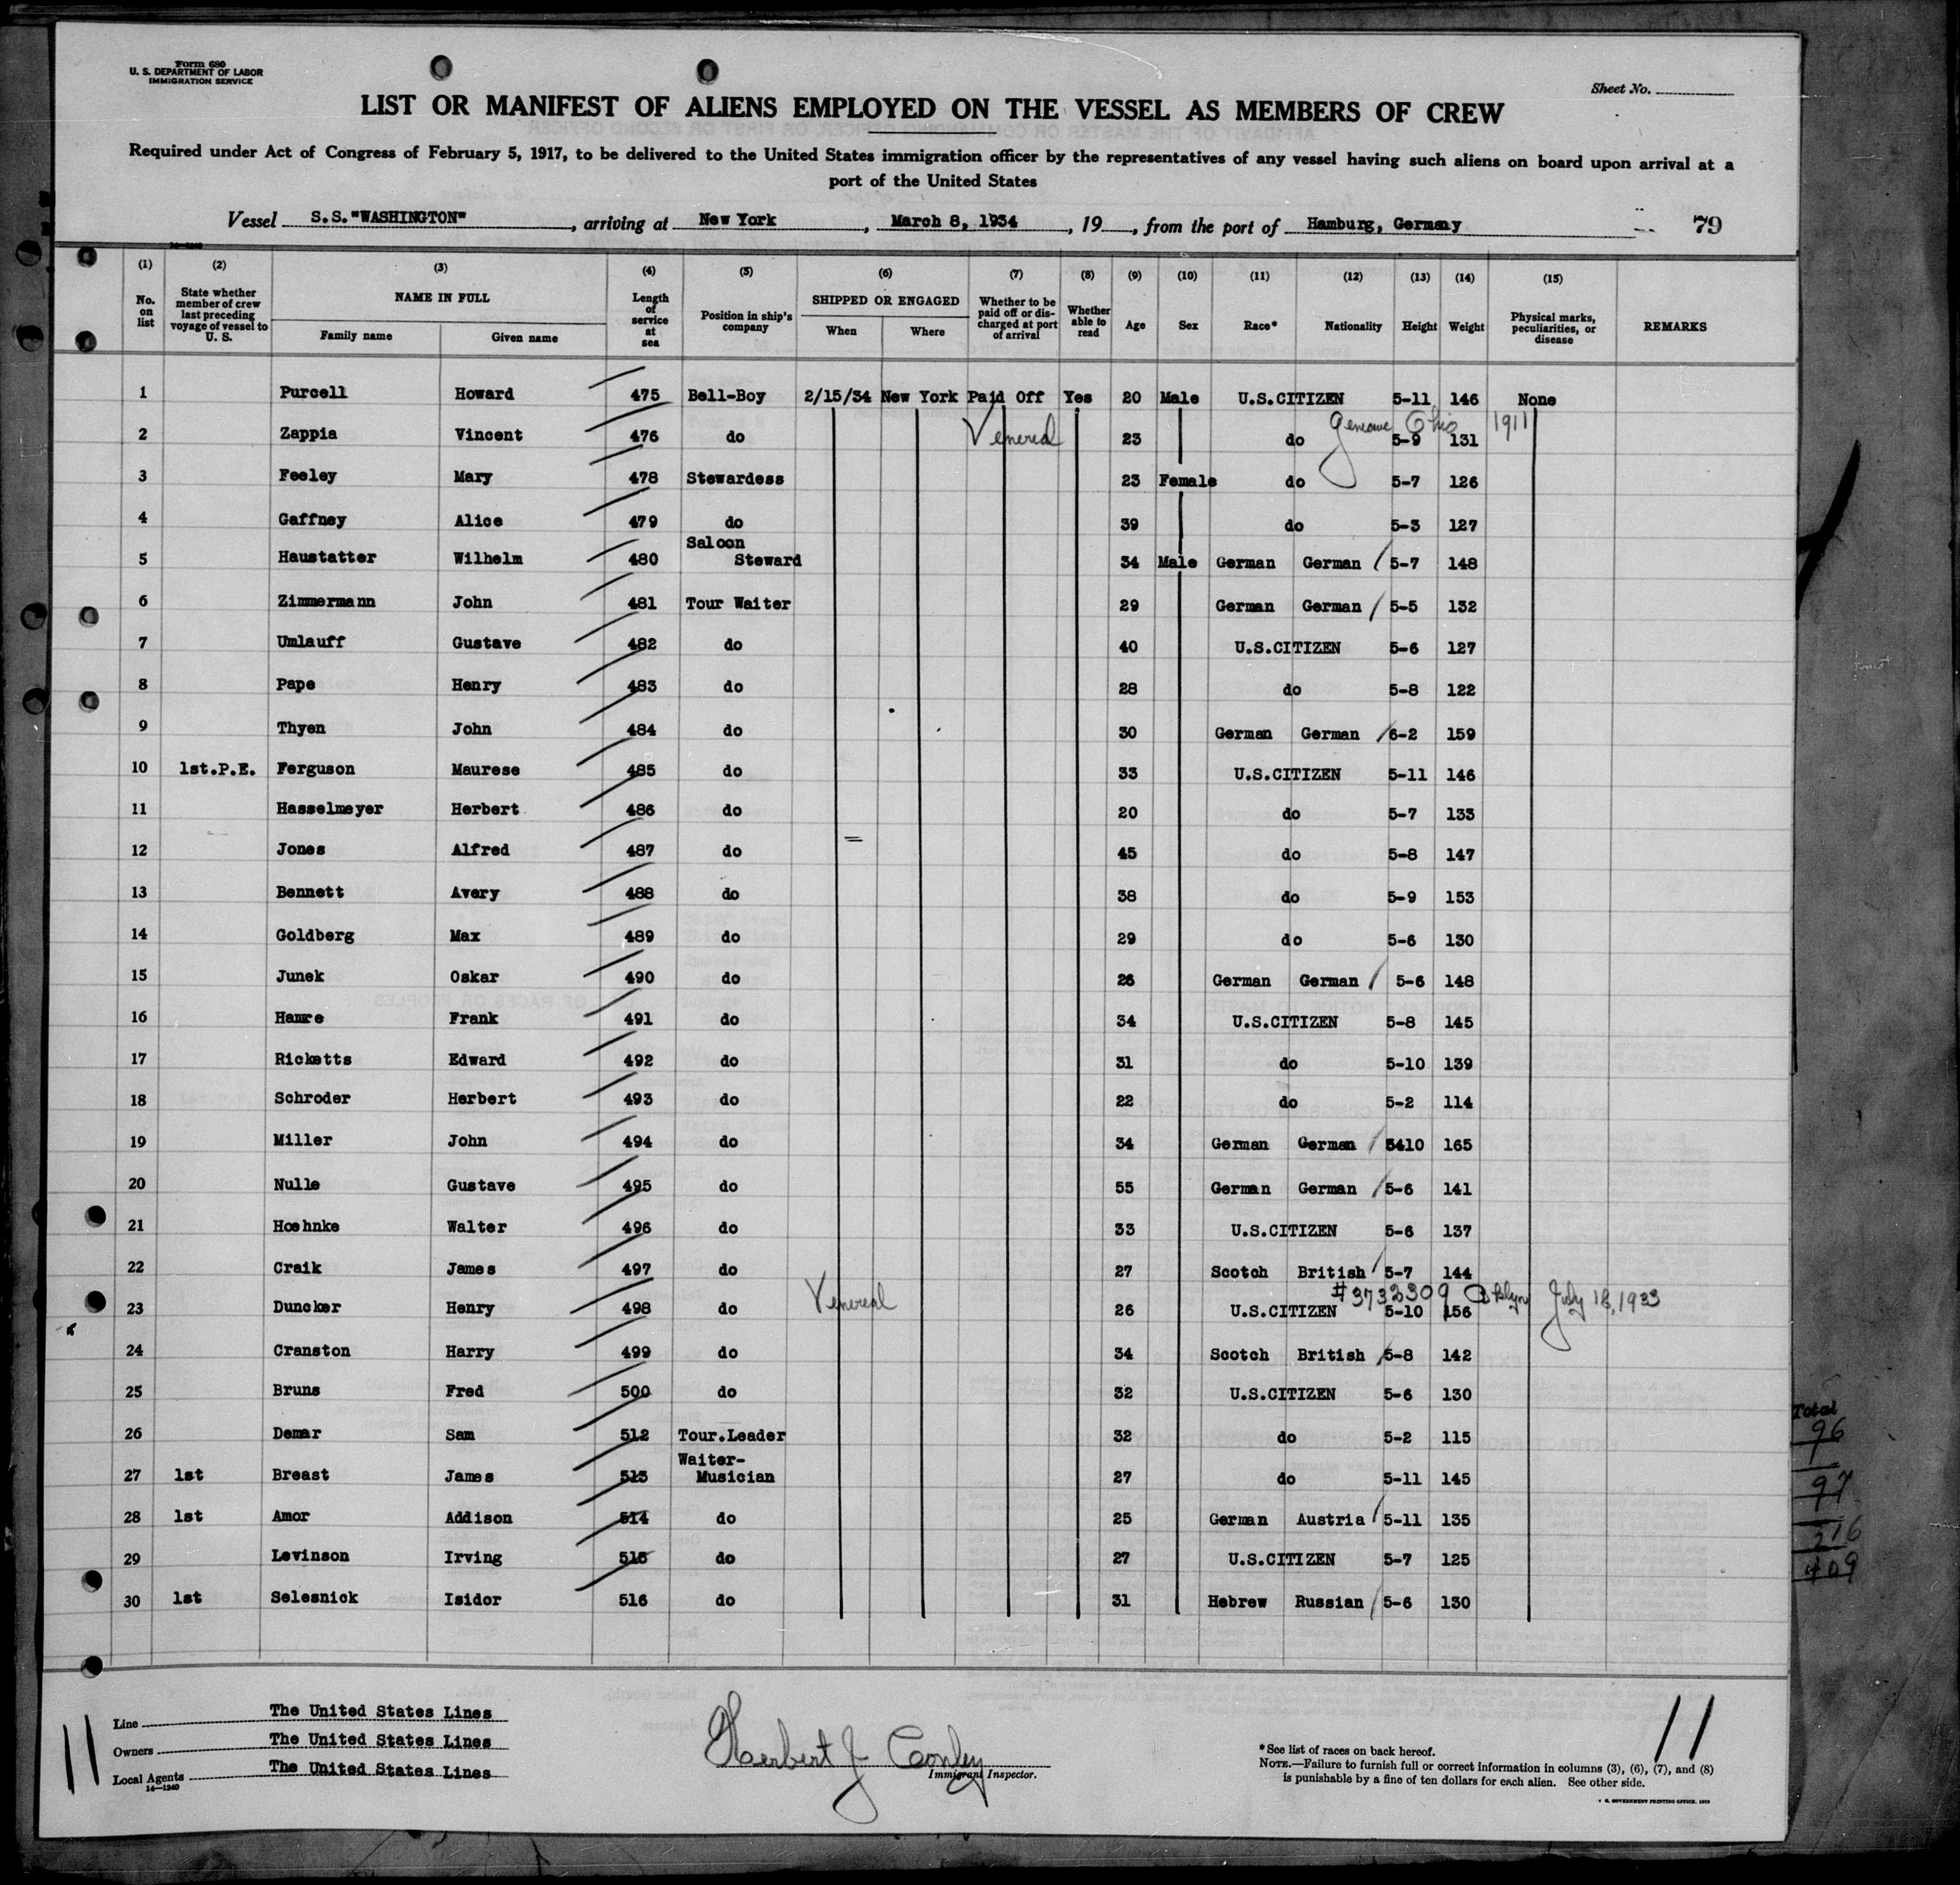 Form 680
U. S. DEPARTMENT OF LABOR
IMMIGRATION SERVICE
Sheet No.
LIST OR MANIFEST OF ALIENS EMPLOYED ON THE VESSEL AS MEMBERS OF CREW
Required under Act of Congress of February 5, 1917, to be delivered to the United States immigration officer by the representatives of any vessel having such aliens on board upon arrival at a
port of the United States
Vessel S.S."WASHINGTON", arriving at New York, March 8, 1934, 19, from the port of Hamburg, Germany 79
(1) (2) (3) (4) (5) (6) (7) (8) (9) (10) (11) (12) (13) (14) (15)
No. on list | State whether member of crew last preceding voyage of vessel to U. S. | NAME IN FULL Family name Given name | Length of service at sea | Position in ship's company | SHIPPED OR ENGAGED When Where | Whether to be paid off or discharged at port of arrival | Whether able to read | Age | Sex | Race* | Nationality | Height | Weight | Physical marks, peculiarities, or disease | REMARKS
1 Purcell Howard 475 Bell-Boy 2/15/34 New York Paid Off Yes 20 Male U.S.CITIZEN 5-11 146 None
2 Zappia Vincent 476 do Venereal 23 do Ohio 1911 5-9 131
3 Feeley Mary 478 Stewardess 23 Female do 5-7 126
4 Gaffney Alice 479 do 39 do 5-3 127
5 Haustatter Wilhelm 480 Saloon Steward 34 Male German German 5-7 148
6 Zimmermann John 481 Tour Waiter 29 German German 5-5 132
7 Umlauff Gustave 482 do 40 U.S.CITIZEN 5-6 127
8 Pape Henry 483 do 28 do 5-8 122
9 Thyen John 484 do 30 German German 6-2 159
10 1st.P.E. Ferguson Maurese 485 do 33 U.S.CITIZEN 5-11 146
11 Hasselmeyer Herbert 486 do 20 do 5-7 133
12 Jones Alfred 487 do 45 do 5-8 147
13 Bennett Avery 488 do 38 do 5-9 153
14 Goldberg Max 489 do 29 do 5-6 130
15 Junek Oskar 490 do 26 German German 5-6 148
16 Hamre Frank 491 do 34 U.S.CITIZEN 5-8 145
17 Ricketts Edward 492 do 31 do 5-10 139
18 Schroder Herbert 493 do 22 do 5-2 114
19 Miller John 494 do 34 German German 5410 165
20 Nulle Gustave 495 do 55 German German 5-6 141
21 Hoehnke Walter 496 do 33 U.S.CITIZEN 5-6 137
22 Craik James 497 do 27 Scotch British 5-7 144
23 Duncker Henry 498 do Venereal 26 U.S.CITIZEN #3732309 Bklyn July 18, 1933 5-10 156
24 Cranston Harry 499 do 34 Scotch British 5-8 142
25 Bruns Fred 500 do 32 U.S.CITIZEN 5-6 130
26 Demar Sam 512 Tour.Leader 32 do 5-2 115
27 1st Breast James 513 Waiter-Musician 27 do 5-11 145
28 1st Amor Addison 514 do 25 German Austria 5-11 135
29 Levinson Irving 515 do 27 U.S.CITIZEN 5-7 125
30 1st Selesnick Isidor 516 do 31 Hebrew Russian 5-6 130
Total
96
97
216
409
11
Line The United States Lines
Owners The United States Lines
Local Agents The United States Lines
14-1240
Herbert J Conley
Immigrant Inspector.
11
*See list of races on back hereof.
NOTE.—Failure to furnish full or correct information in columns (3), (6), (7), and (8)
is punishable by a fine of ten dollars for each alien. See other side.
U. S. GOVERNMENT PRINTING OFFICE. 1929